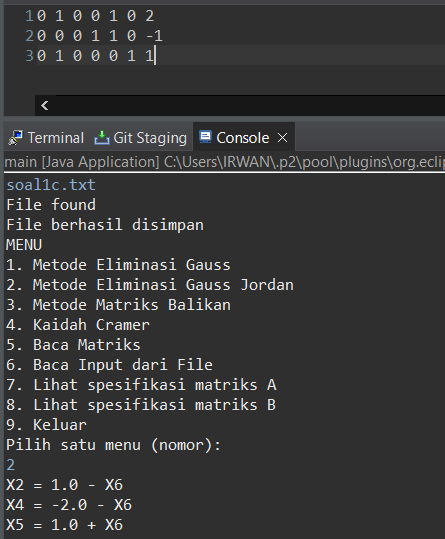 1 0 1 0 0 1 0 2
2 0 0 0 1 1 0 -1
3 0 1 0 0 0 1 1
Terminal Git Staging Console
main [Java Application] C:\Users\IRWAN\.p2\pool\plugins\org.ecli
soal1c.txt
File found
File berhasil disimpan
MENU
1. Metode Eliminasi Gauss
2. Metode Eliminasi Gauss Jordan
3. Metode Matriks Balikan
4. Kaidah Cramer
5. Baca Matriks
6. Baca Input dari File
7. Lihat spesifikasi matriks A
8. Lihat spesifikasi matriks B
9. Keluar
Pilih satu menu (nomor):
2
X2 = 1.0 - X6
X4 = -2.0 - X6
X5 = 1.0 + X6